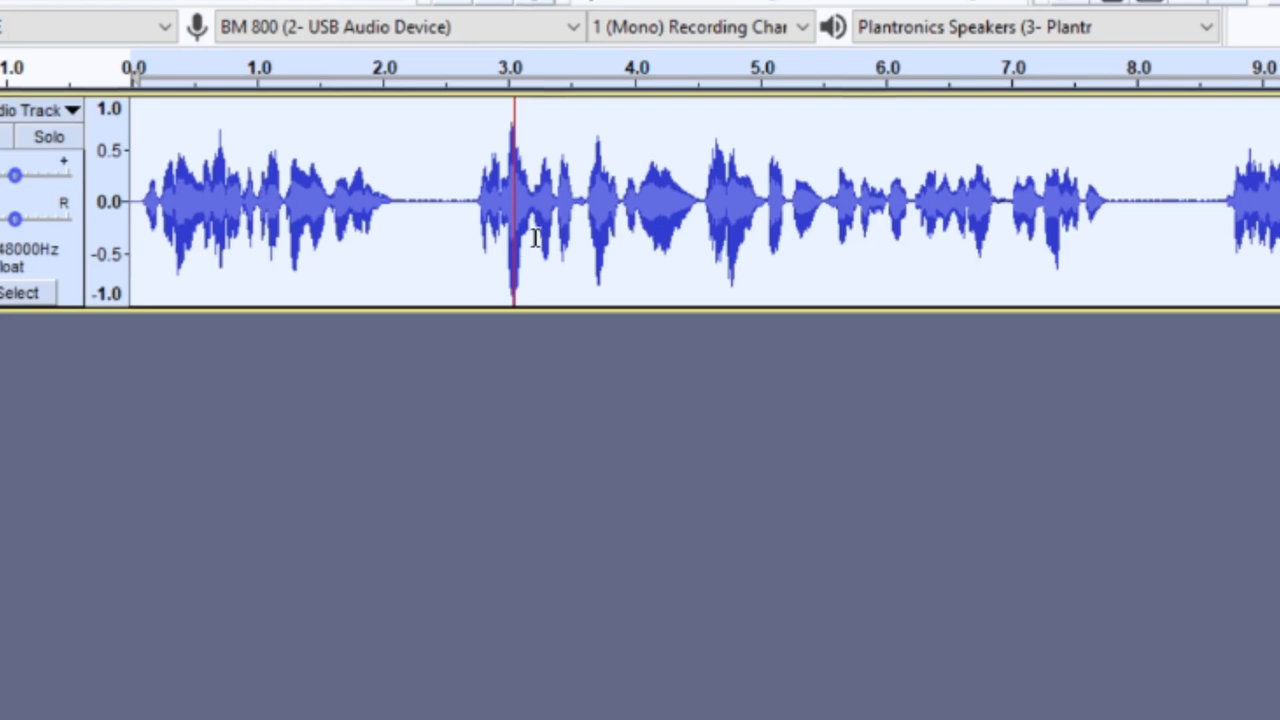 BM 800 (2- USB Audio Device) 1 (Mono) Recording Char Plantronics Speakers (3- Plantr
1.0 0.0 1.0 2.0 3.0 4.0 5.0 6.0 7.0 8.0 9.0
dio Track 1.0
Solo 0.5
+
0.0
R
48000Hz -0.5
loat
Select -1.0